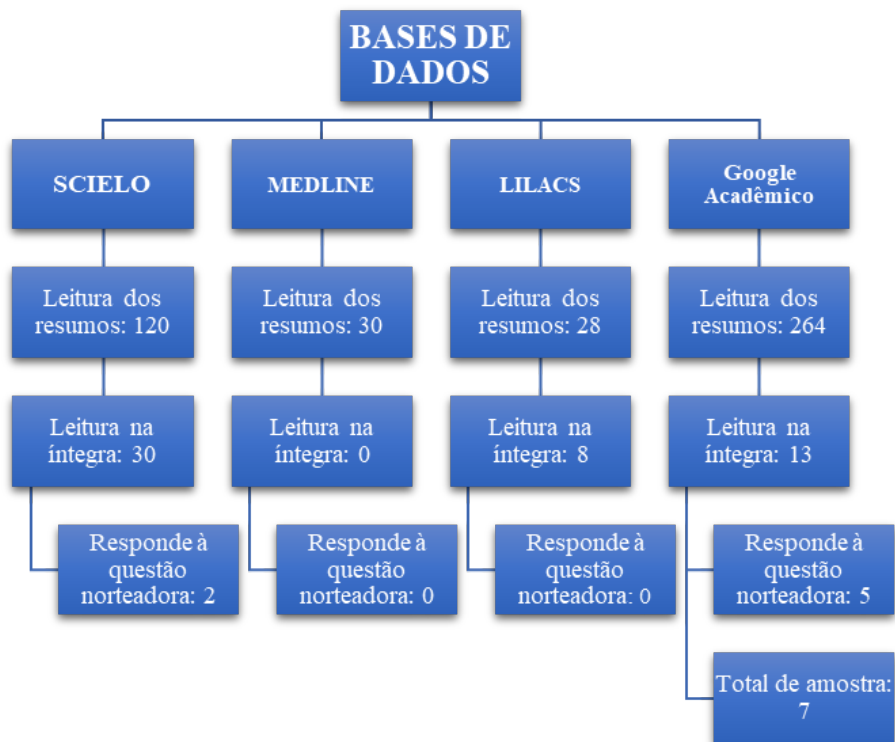 BASES DE
DADOS
SCIELO
MEDLINE
LILACS
Google
Acadêmico
Leitura dos
resumos: 120
Leitura dos
resumos: 30
Leitura dos
resumos: 28
Leitura dos
resumos: 264
Leitura na
íntegra: 30
Leitura na
íntegra: 0
Leitura na
íntegra: 8
Leitura na
íntegra: 13
Responde à
questão
norteadora: 2
Responde à
questão
norteadora: 0
Responde à
questão
norteadora: 0
Responde à
questão
norteadora: 5
Total de amostra:
7